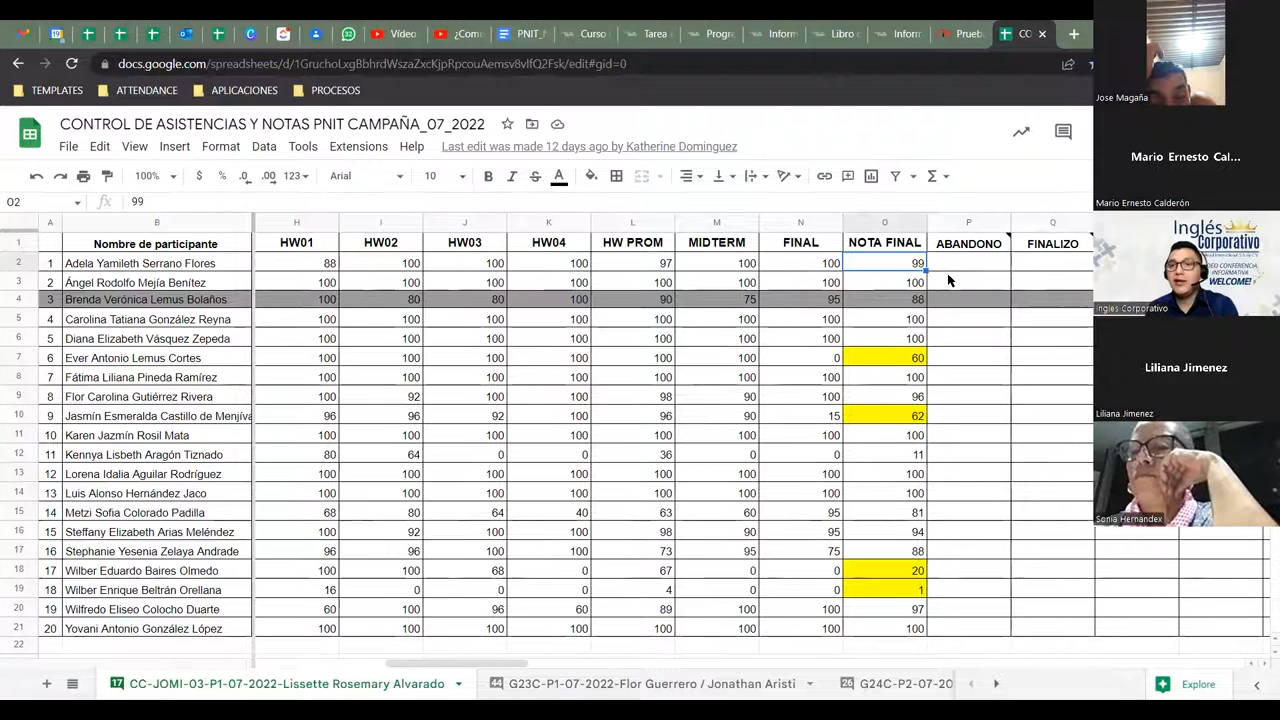 Vídeo
¿Como
PNIT_
Curso
Tarea
Progre
Inform
Libro c
Inform
Prueb
CO
docs.google.com/spreadsheets/d/1GruchoLxgBbhrdWszaZxcKjpRpcouAemsv8vlfQ2Fsk/edit#gid=0
TEMPLATES ATTENDANCE APLICACIONES PROCESOS
CONTROL DE ASISTENCIAS Y NOTAS PNIT CAMPAÑA_07_2022
File Edit View Insert Format Data Tools Extensions Help Last edit was made 12 days ago by Katherine Dominguez
100% $ % .0 .00 123 Arial 10 B I S A
O2 fx 99
A B H I J K L M N O P Q
1 Nombre de participante HW01 HW02 HW03 HW04 HW PROM MIDTERM FINAL NOTA FINAL ABANDONO FINALIZO
2 1 Adela Yamileth Serrano Flores 88 100 100 100 97 100 100 99
3 2 Ángel Rodolfo Mejía Benítez 100 100 100 100 100 100 100 100
4 3 Brenda Verónica Lemus Bolaños 100 80 80 100 90 75 95 88
5 4 Carolina Tatiana González Reyna 100 100 100 100 100 100 100 100
6 5 Diana Elizabeth Vásquez Zepeda 100 100 100 100 100 100 100 100
7 6 Ever Antonio Lemus Cortes 100 100 100 100 100 100 0 60
8 7 Fátima Liliana Pineda Ramírez 100 100 100 100 100 100 100 100
9 8 Flor Carolina Gutiérrez Rivera 100 92 100 100 98 90 100 96
10 9 Jasmín Esmeralda Castillo de Menjíva 96 96 92 100 96 90 15 62
11 10 Karen Jazmín Rosil Mata 100 100 100 100 100 100 100 100
12 11 Kennya Lisbeth Aragón Tiznado 80 64 0 0 36 0 0 11
13 12 Lorena Idalia Aguilar Rodríguez 100 100 100 100 100 100 100 100
14 13 Luis Alonso Hernández Jaco 100 100 100 100 100 100 100 100
15 14 Metzi Sofia Colorado Padilla 68 80 64 40 63 60 95 81
16 15 Steffany Elizabeth Arias Meléndez 100 92 100 100 98 90 95 94
17 16 Stephanie Yesenia Zelaya Andrade 96 96 100 100 73 95 75 88
18 17 Wilber Eduardo Baires Olmedo 100 100 68 0 67 0 0 20
19 18 Wilber Enrique Beltrán Orellana 16 0 0 0 4 0 0 1
20 19 Wilfredo Eliseo Colocho Duarte 60 100 96 60 89 100 100 97
21 20 Yovani Antonio González López 100 100 100 100 100 100 100 100
22
17 CC-JOMI-03-P1-07-2022-Lissette Rosemary Alvarado 44 G23C-P1-07-2022-Flor Guerrero / Jonathan Aristi 26 G24C-P2-07-20 Explore
Jose Magaña
Mario Ernesto Cal...
Mario Ernesto Calderón
Inglés
Corporativo
WELCOME!
Ingles Corporativo
Liliana Jimenez
Liliana Jimenez
Sonia Hernandex